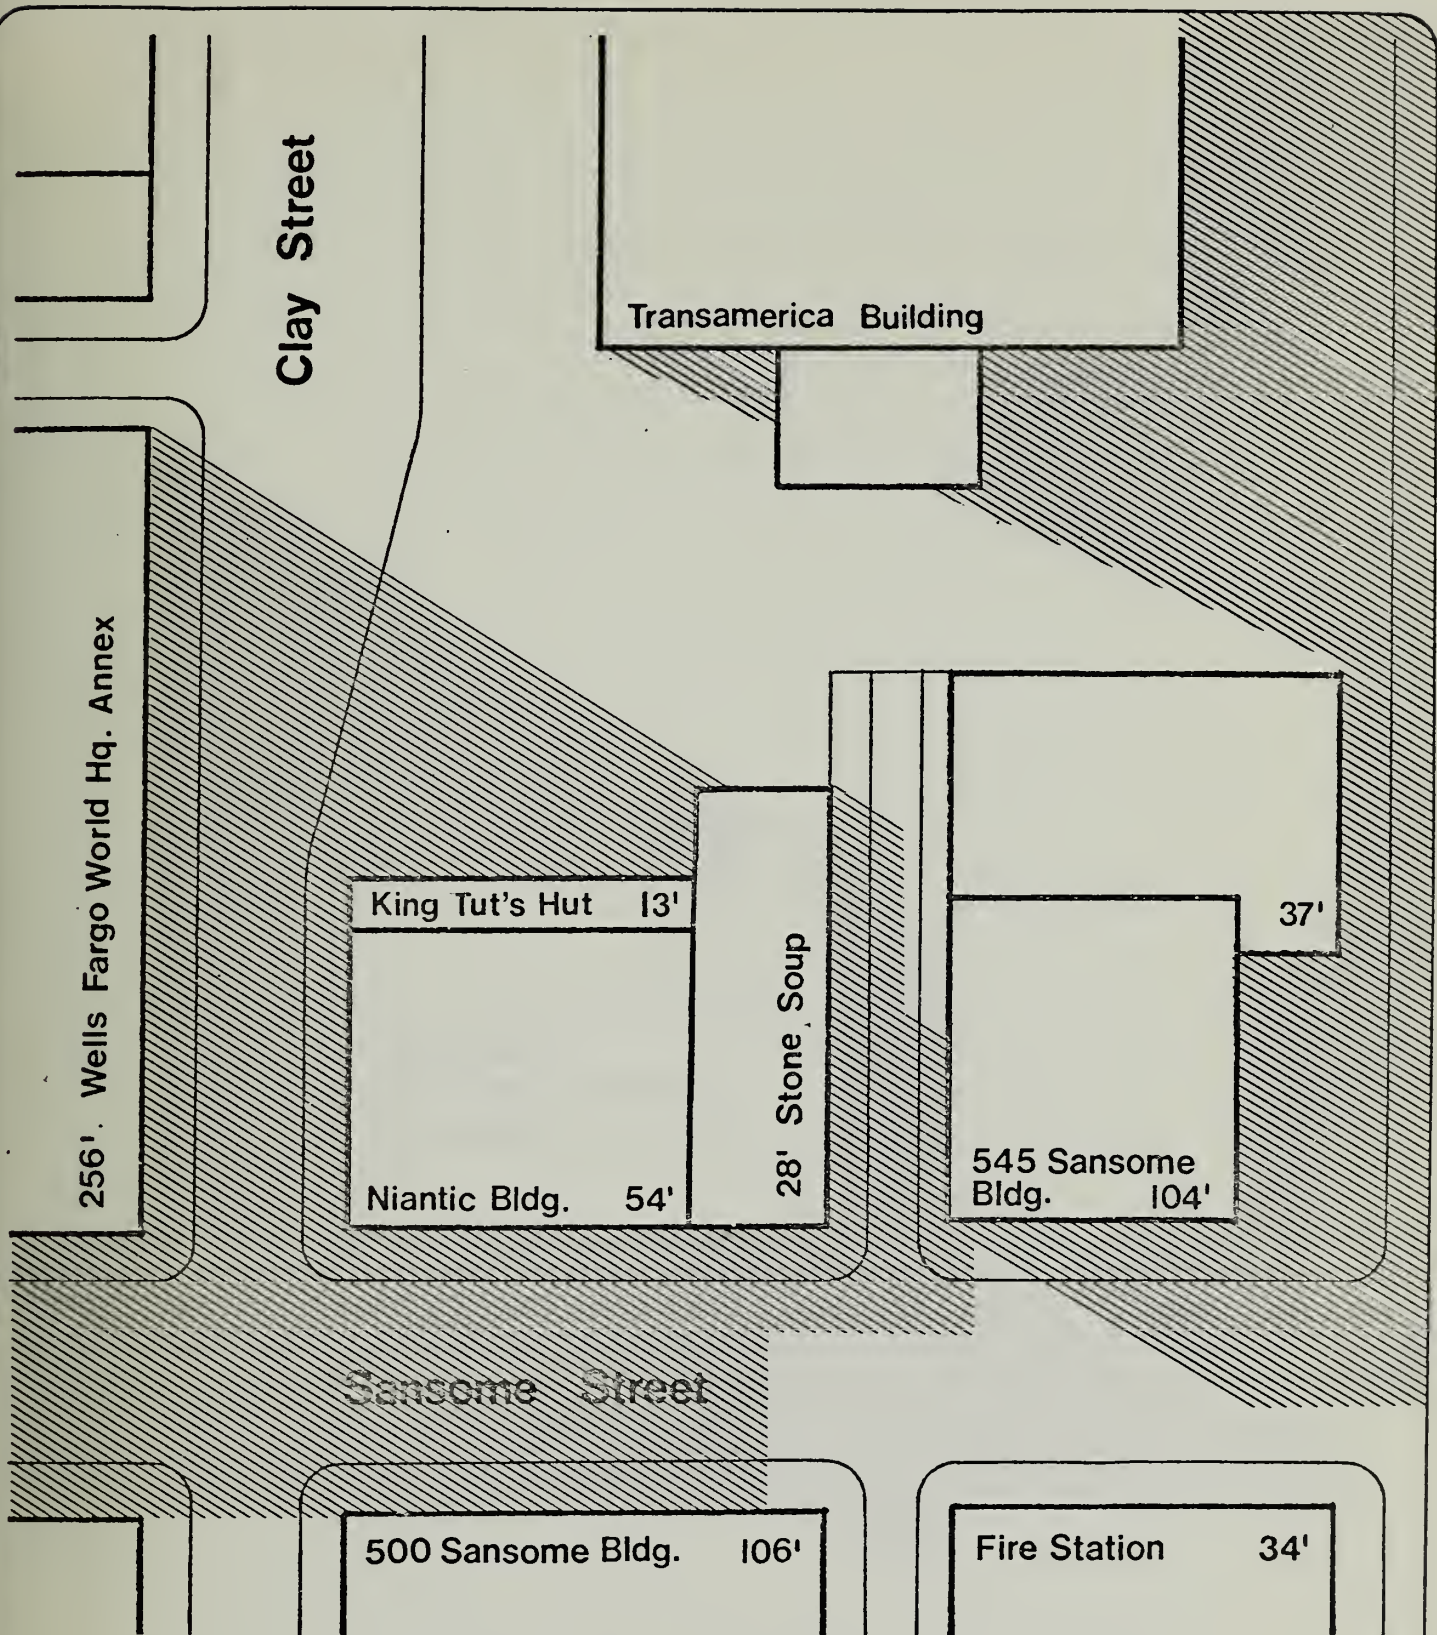 Clay Street
Transamerica Building
256'. Wells Fargo World Hq. Annex
King Tut's Hut 13'
28' Stone Soup
37'
Niantic Bldg. 54'
545 Sansome
Bldg. 104'
Sansome Street
500 Sansome Bldg. 106'
Fire Station 34'